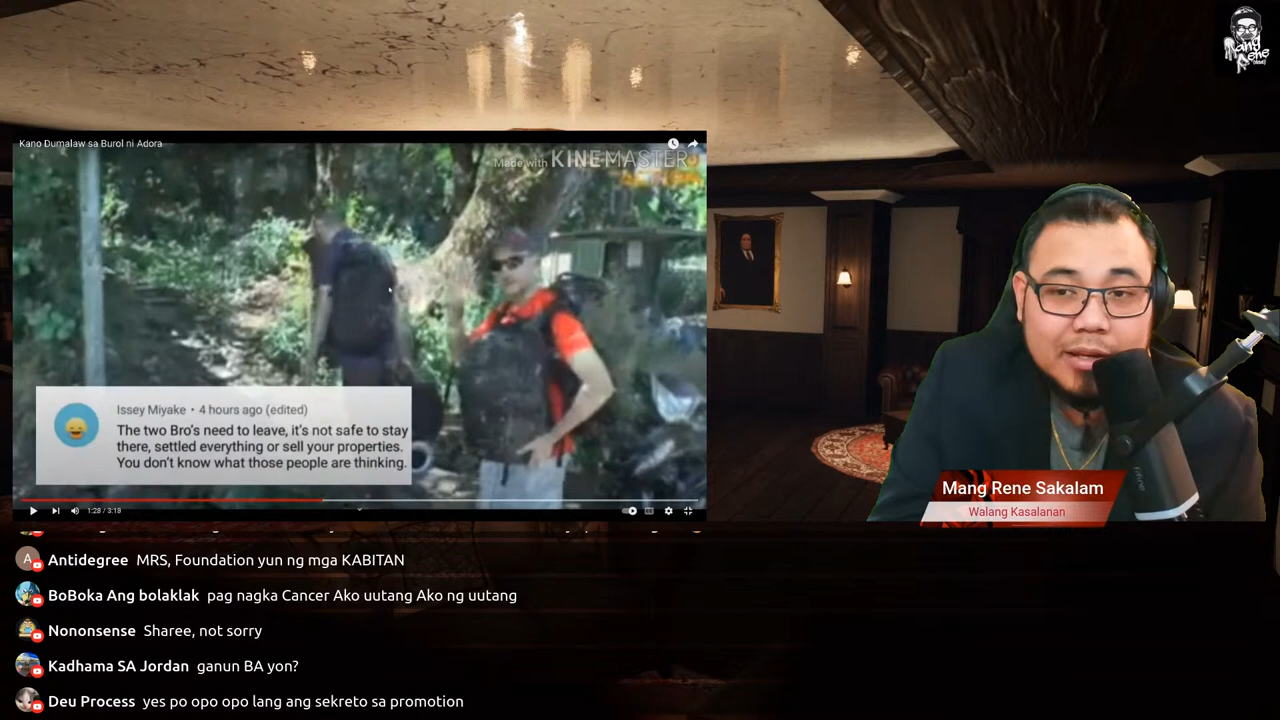 Mang
Rene
Kano Dumalaw sa Burol ni Adora
Made with KINEMASTER
Issey Miyake • 4 hours ago (edited)
The two Bro's need to leave, it's not safe to stay
there, settled everything or sell your properties.
You don't know what those people are thinking.
1:28 / 3:18
Mang Rene Sakalam
Walang Kasalanan
Antidegree MRS, Foundation yun ng mga KABITAN
BoBoka Ang bolaklak pag nagka Cancer Ako uutang Ako ng uutang
Nononsense Sharee, not sorry
Kadhama SA Jordan ganun BA yon?
Deu Process yes po opo opo lang ang sekreto sa promotion